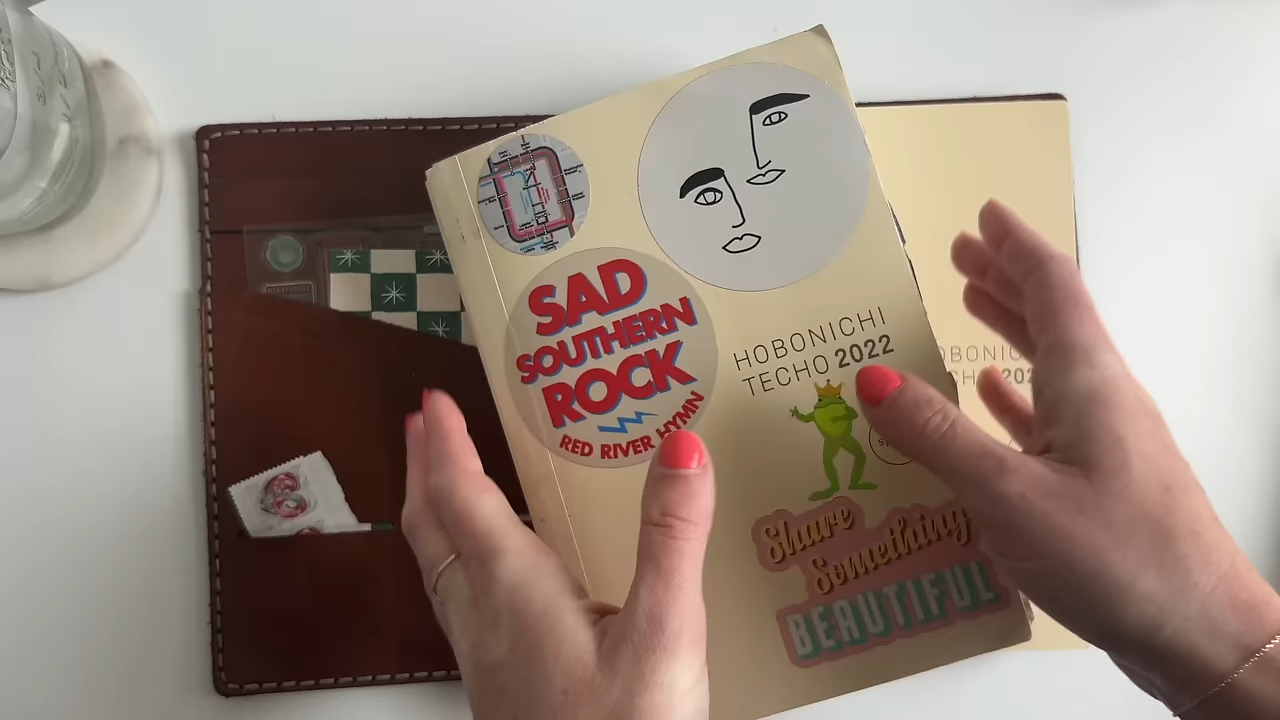 SAD
SOUTHERN
ROCK
RED RIVER HYMN
HOBONICHI
TECHO 2022
Share
Something
BEAUTIFUL